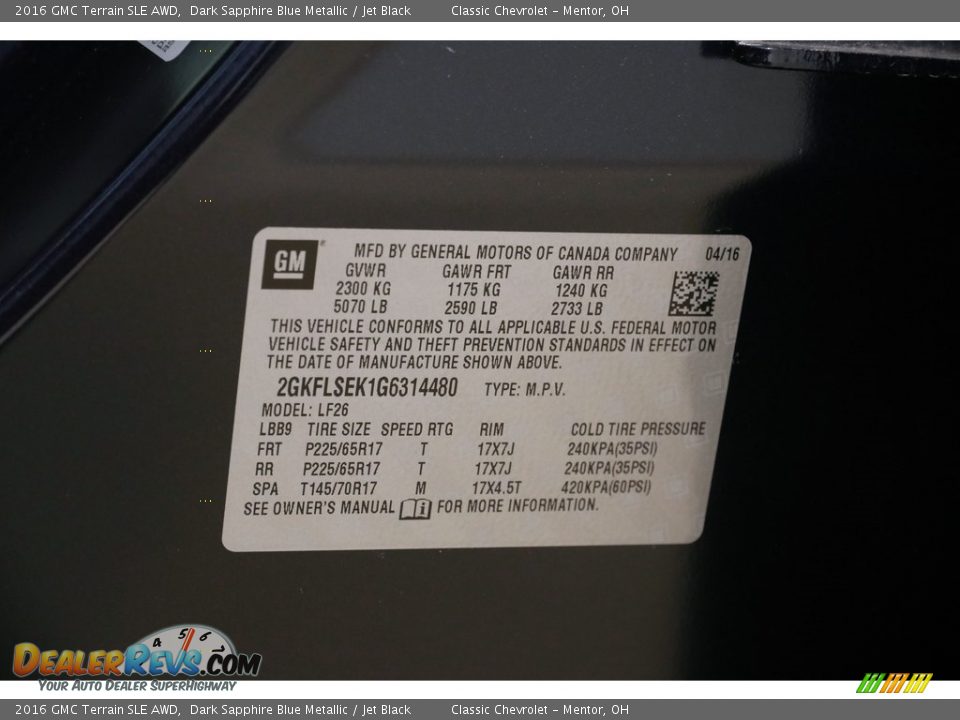 2016 GMC Terrain SLE AWD, Dark Sapphire Blue Metallic / Jet Black Classic Chevrolet – Mentor, OH
GM MFD BY GENERAL MOTORS OF CANADA COMPANY 04/16
GVWR GAWR FRT GAWR RR
2300 KG 1175 KG 1240 KG
5070 LB 2590 LB 2733 LB
THIS VEHICLE CONFORMS TO ALL APPLICABLE U.S. FEDERAL MOTOR
VEHICLE SAFETY AND THEFT PREVENTION STANDARDS IN EFFECT ON
THE DATE OF MANUFACTURE SHOWN ABOVE.
2GKFLSEK1G6314480 TYPE: M.P.V.
MODEL: LF26
LBB9 TIRE SIZE SPEED RTG RIM COLD TIRE PRESSURE
FRT P225/65R17 T 17X7J 240KPA(35PSI)
RR P225/65R17 T 17X7J 240KPA(35PSI)
SPA T145/70R17 M 17X4.5T 420KPA(60PSI)
SEE OWNER'S MANUAL i FOR MORE INFORMATION.
4 5 6 7
DEALERREVS.COM
YOUR AUTO DEALER SUPERHIGHWAY
2016 GMC Terrain SLE AWD, Dark Sapphire Blue Metallic / Jet Black Classic Chevrolet – Mentor, OH